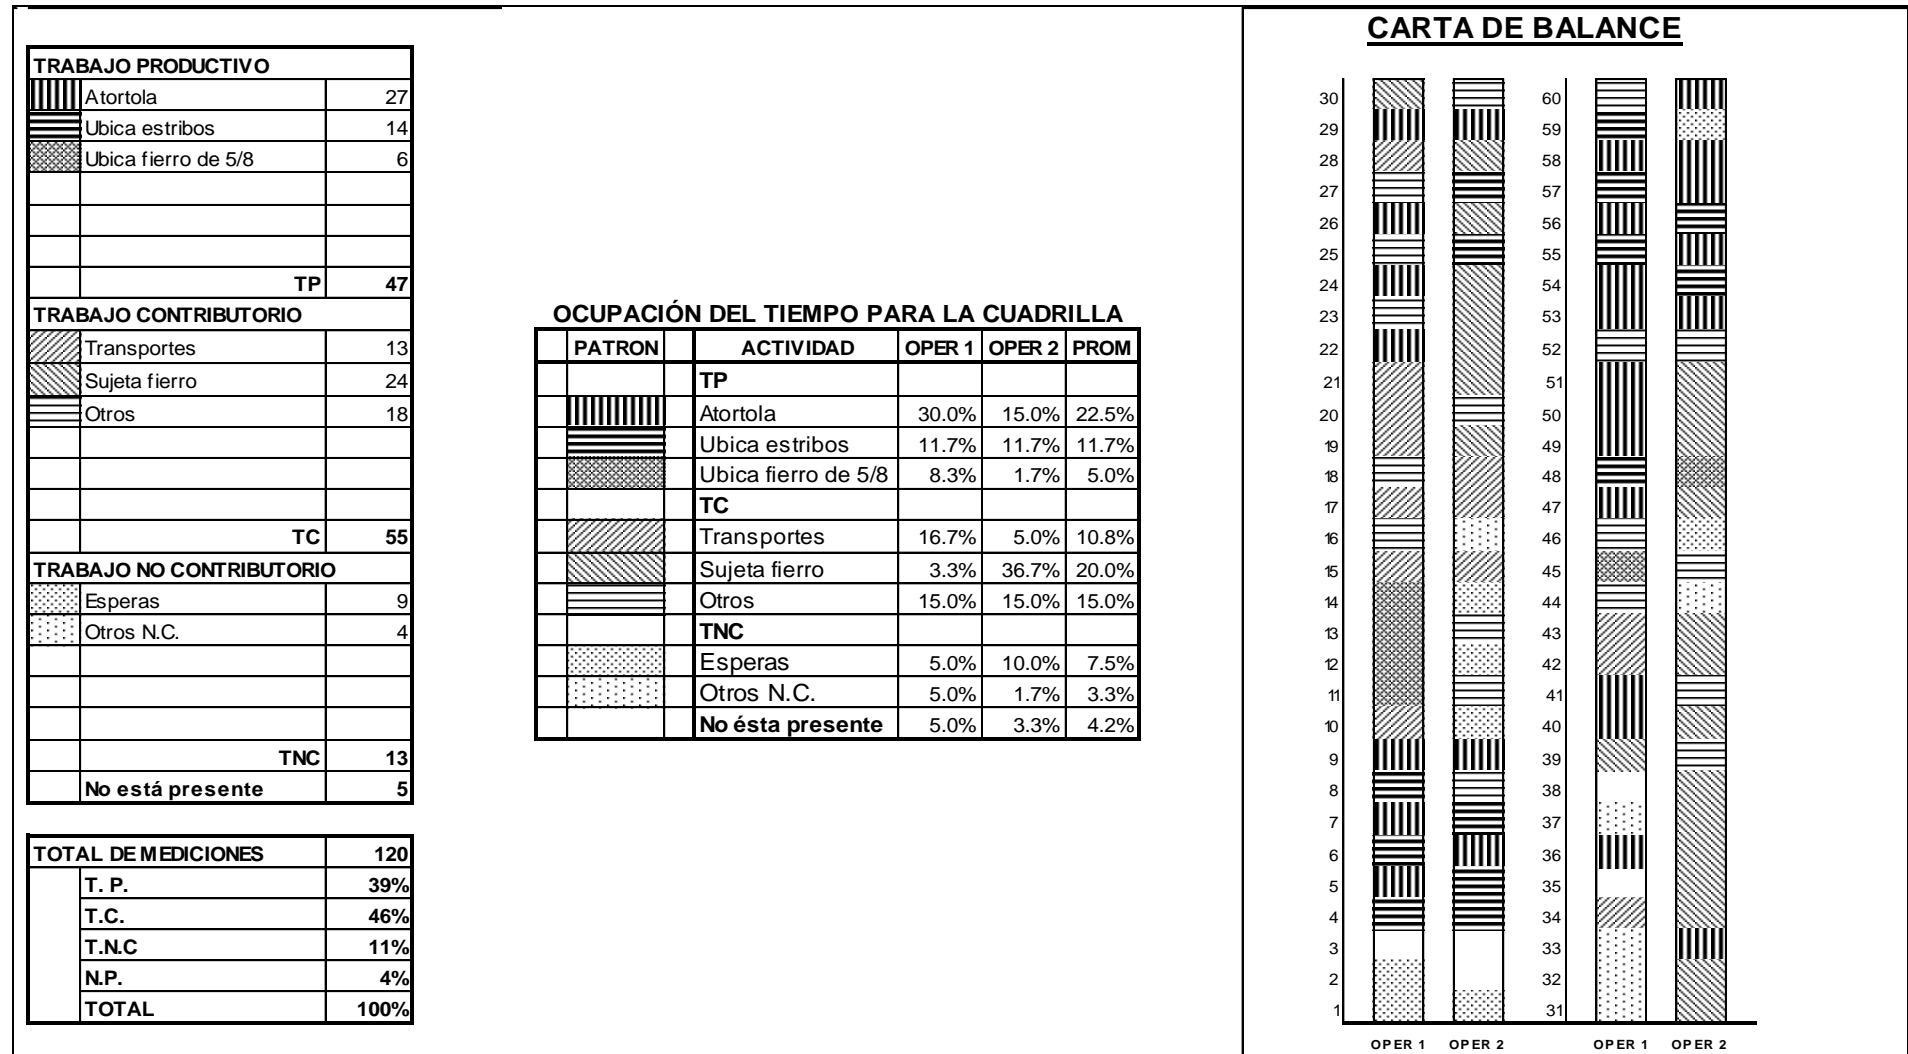 TRABAJO PRODUCTIVO
Atortola 27
Ubica estribos 14
Ubica fierro de 5/8 6
TP 47
TRABAJO CONTRIBUTORIO
Transportes 13
Sujeta fierro 24
Otros 18
TC 55
TRABAJO NO CONTRIBUTORIO
Esperas 9
Otros N.C. 4
TNC 13
No está presente 5
TOTAL DE MEDICIONES 120
T. P. 39%
T.C. 46%
T.N.C 11%
N.P. 4%
TOTAL 100%
OCUPACIÓN DEL TIEMPO PARA LA CUADRILLA
PATRON ACTIVIDAD OPER 1 OPER 2 PROM
TP
Atortola 30.0% 15.0% 22.5%
Ubica estribos 11.7% 11.7% 11.7%
Ubica fierro de 5/8 8.3% 1.7% 5.0%
TC
Transportes 16.7% 5.0% 10.8%
Sujeta fierro 3.3% 36.7% 20.0%
Otros 15.0% 15.0% 15.0%
TNC
Esperas 5.0% 10.0% 7.5%
Otros N.C. 5.0% 1.7% 3.3%
No ésta presente 5.0% 3.3% 4.2%
CARTA DE BALANCE
30 60
29 59
28 58
27 57
26 56
25 55
24 54
23 53
22 52
21 51
20 50
19 49
18 48
17 47
16 46
15 45
14 44
13 43
12 42
11 41
10 40
9 39
8 38
7 37
6 36
5 35
4 34
3 33
2 32
1 31
OPER 1 OPER 2 OPER 1 OPER 2